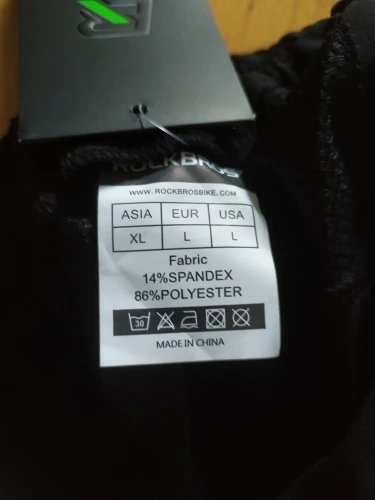 ROCKBROS
WWW.ROCKBROSBIKE.COM
ASIA EUR USA
XL L L
Fabric
14%SPANDEX
86%POLYESTER
30
MADE IN CHINA